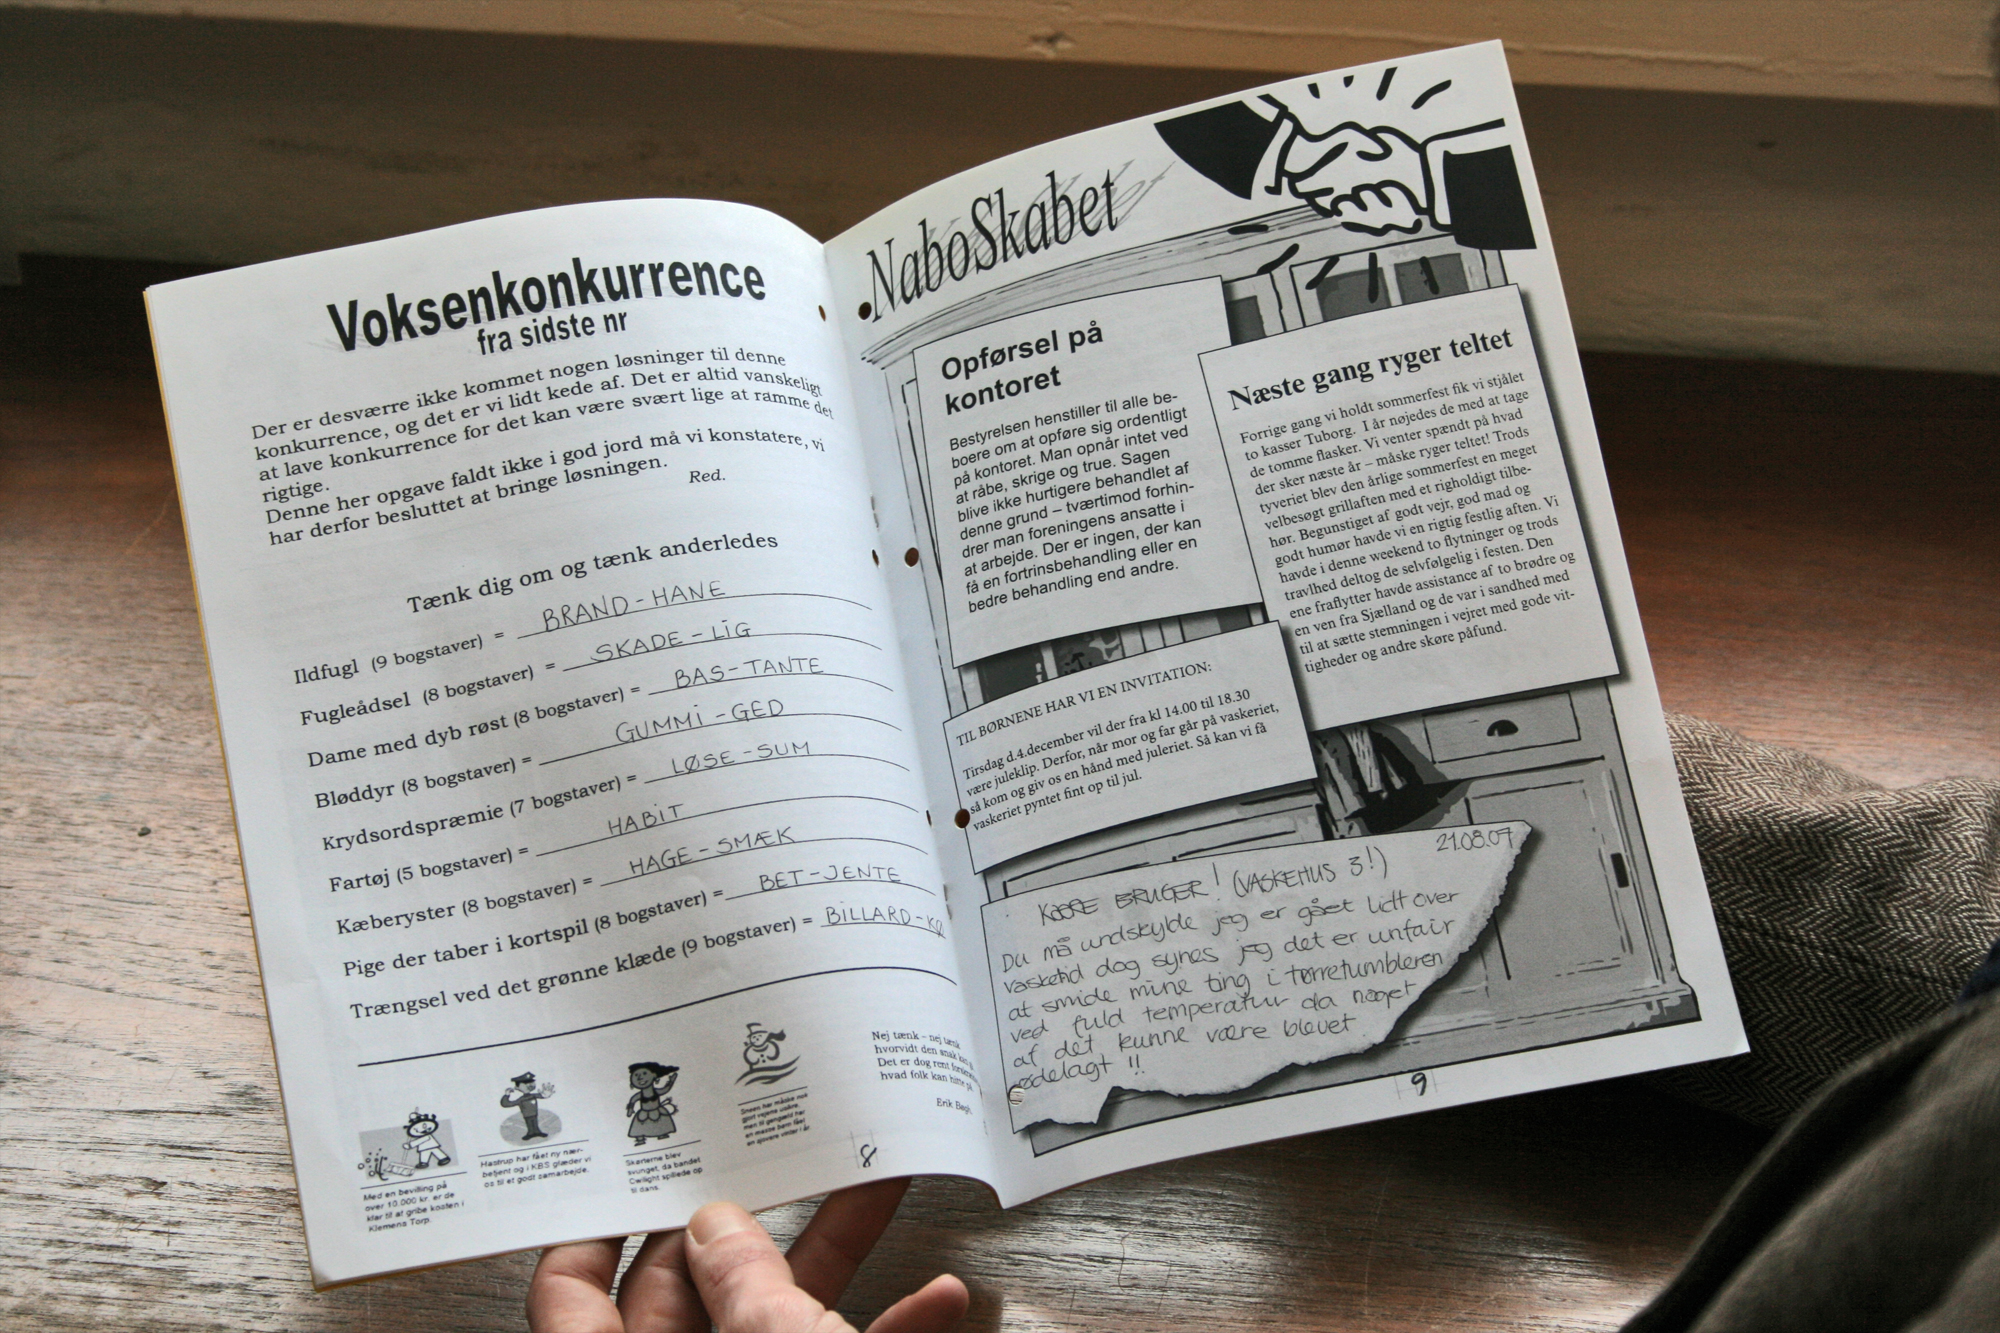 Voksenkonkurrence
fra sidste nr
Der er desværre ikke kommet nogen løsninger til denne
konkurrence, og det er vi lidt kede af. Det er altid vanskeligt
at lave konkurrence for det kan være svært lige at ramme det
rigtige.
Denne her opgave faldt ikke i god jord må vi konstatere, vi
har derfor besluttet at bringe løsningen.
Red.
Tænk dig om og tænk anderledes
Ildfugl (9 bogstaver) = BRAND-HANE
Fugleådsel (8 bogstaver) = SKADE-LIG
Dame med dyb røst (8 bogstaver) = BAS-TANTE
Bløddyr (8 bogstaver) = GUMMI-GED
Krydsordspræmie (7 bogstaver) = LØSE-SUM
Fartøj (5 bogstaver) = HABIT
Kæberyster (8 bogstaver) = HAGE-SMÆK
Pige der taber i kortspil (8 bogstaver) = BET-JENTE
Trængsel ved det grønne klæde (9 bogstaver) = BILLARD-KØ
Med en bevilling på
over 10.000 kr. er de
klar til at gribe kosten i
Klemens Torp.
Hastrup har fået ny nær-
betjent og i KBS glæder vi
os til et godt samarbejde.
Skørterne blev
svunget, da bandet
Cwilight spillede op
til dans.
Sneen har måske nok
gjort vejene usikre,
men til gengæld har
en masse børn fået
en sjovere vinter i år.
Nej tænk – nej tænk
hvorvidt den snak kan
Det er dog rent
hvad folk kan hitte på
Erik Bøgh
8
NaboSkabet
Opførsel på
kontoret
Bestyrelsen henstiller til alle be-
boere om at opføre sig ordentligt
på kontoret. Man opnår intet ved
at råbe, skrige og true. Sagen
blive ikke hurtigere behandlet af
denne grund – tværtimod forhin-
drer man foreningens ansatte i
at arbejde. Der er ingen, der kan
få en fortrinsbehandling eller en
bedre behandling end andre.
Næste gang ryger teltet
Forrige gang vi holdt sommerfest fik vi stjålet
to kasser Tuborg. I år nøjedes de med at tage
de tomme flasker. Vi venter spændt på hvad
der sker næste år – måske ryger teltet! Trods
tyveriet blev den årlige sommerfest en meget
velbesøgt grillaften med et righoldigt tilbe-
hør. Begunstiget af godt vejr, god mad og
godt humør havde vi en rigtig festlig aften. Vi
havde i denne weekend to flytninger og trods
travlhed deltog de selvfølgelig i festen. Den
ene fraflytter havde assistance af to brødre og
en ven fra Sjælland og de var i sandhed med
til at sætte stemningen i vejret med gode vit-
tigheder og andre skøre påfund.
TIL BØRNENE HAR VI EN INVITATION:
Tirsdag d.4.december vil der fra kl 14.00 til 18.30
være juleklip. Derfor, når mor og far går på vaskeriet,
så kom og giv os en hånd med juleriet. Så kan vi få
vaskeriet pyntet fint op til jul.
21.08.07
KÆRE BRUGER! (VASKEHUS 3!)
Du må undskylde jeg er gået lidt over
vasketid dog synes jeg det er unfair
at smide mine ting i tørretumbleren
ved fuld temperatur da noget
af det kunne være blevet
ødelagt !!
9